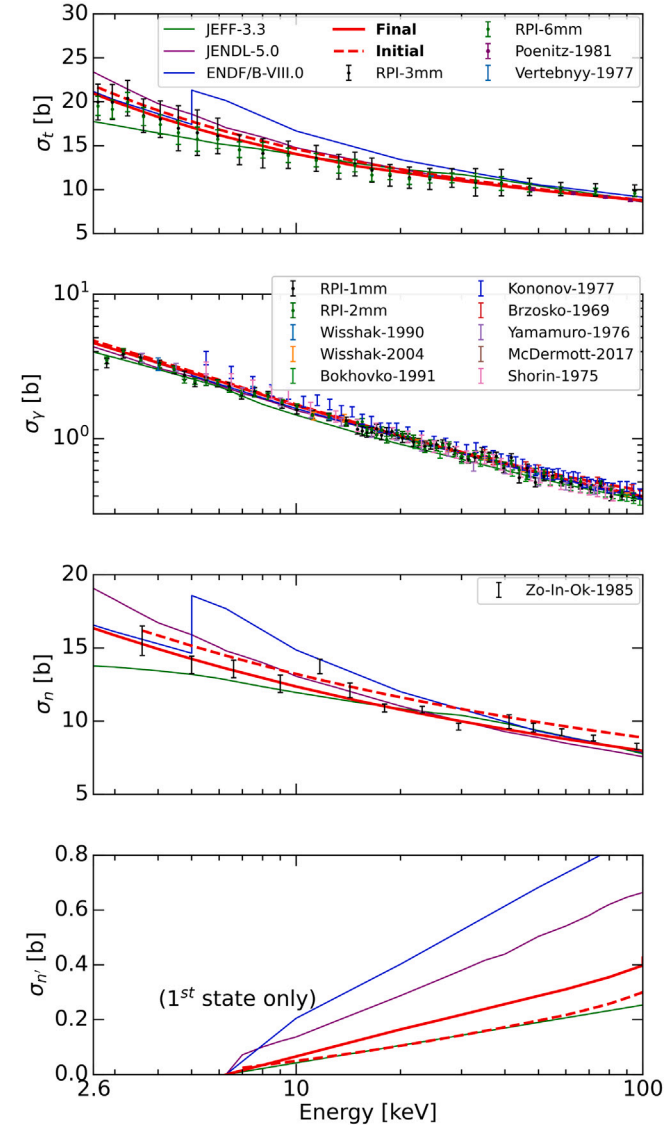 30
25
20
15
10
5
σt [b]
JEFF-3.3
JENDL-5.0
ENDF/B-VIII.0
Final
Initial
RPI-3mm
RPI-6mm
Poenitz-1981
Vertebnyy-1977
10^1
10^0
σγ [b]
RPI-1mm
RPI-2mm
Wisshak-1990
Wisshak-2004
Bokhovko-1991
Kononov-1977
Brzosko-1969
Yamamuro-1976
McDermott-2017
Shorin-1975
20
15
10
5
σn [b]
Zo-In-Ok-1985
0.8
0.6
0.4
0.2
0.0
σn′ [b]
(1st state only)
2.6 10 100
Energy [keV]